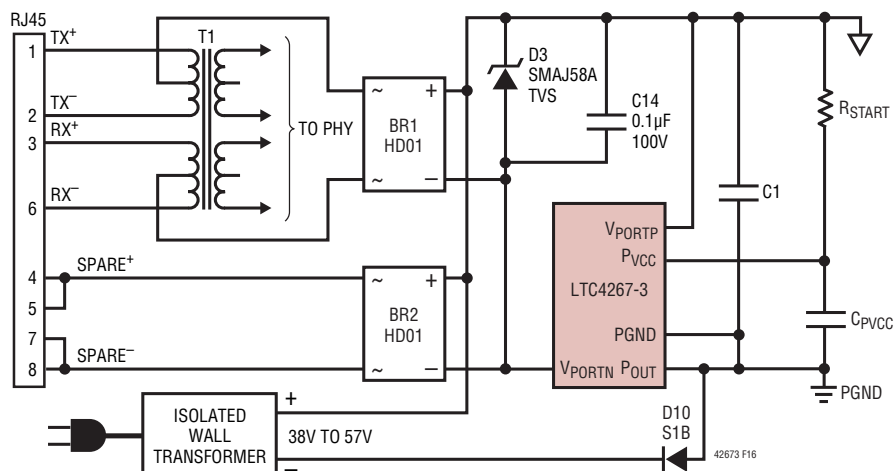 RJ45
1 TX+
2 TX−
3 RX+
6 RX−
4 SPARE+
5
7
8 SPARE−
T1
TO PHY
~ +
BR1
HD01
~ −
~ +
BR2
HD01
~ −
D3
SMAJ58A
TVS
C14
0.1µF
100V
RSTART
C1
VPORTP
PVCC
LTC4267-3
PGND
VPORTN POUT
CPVCC
PGND
ISOLATED
WALL
TRANSFORMER
+
38V TO 57V
−
D10
S1B
42673 F16